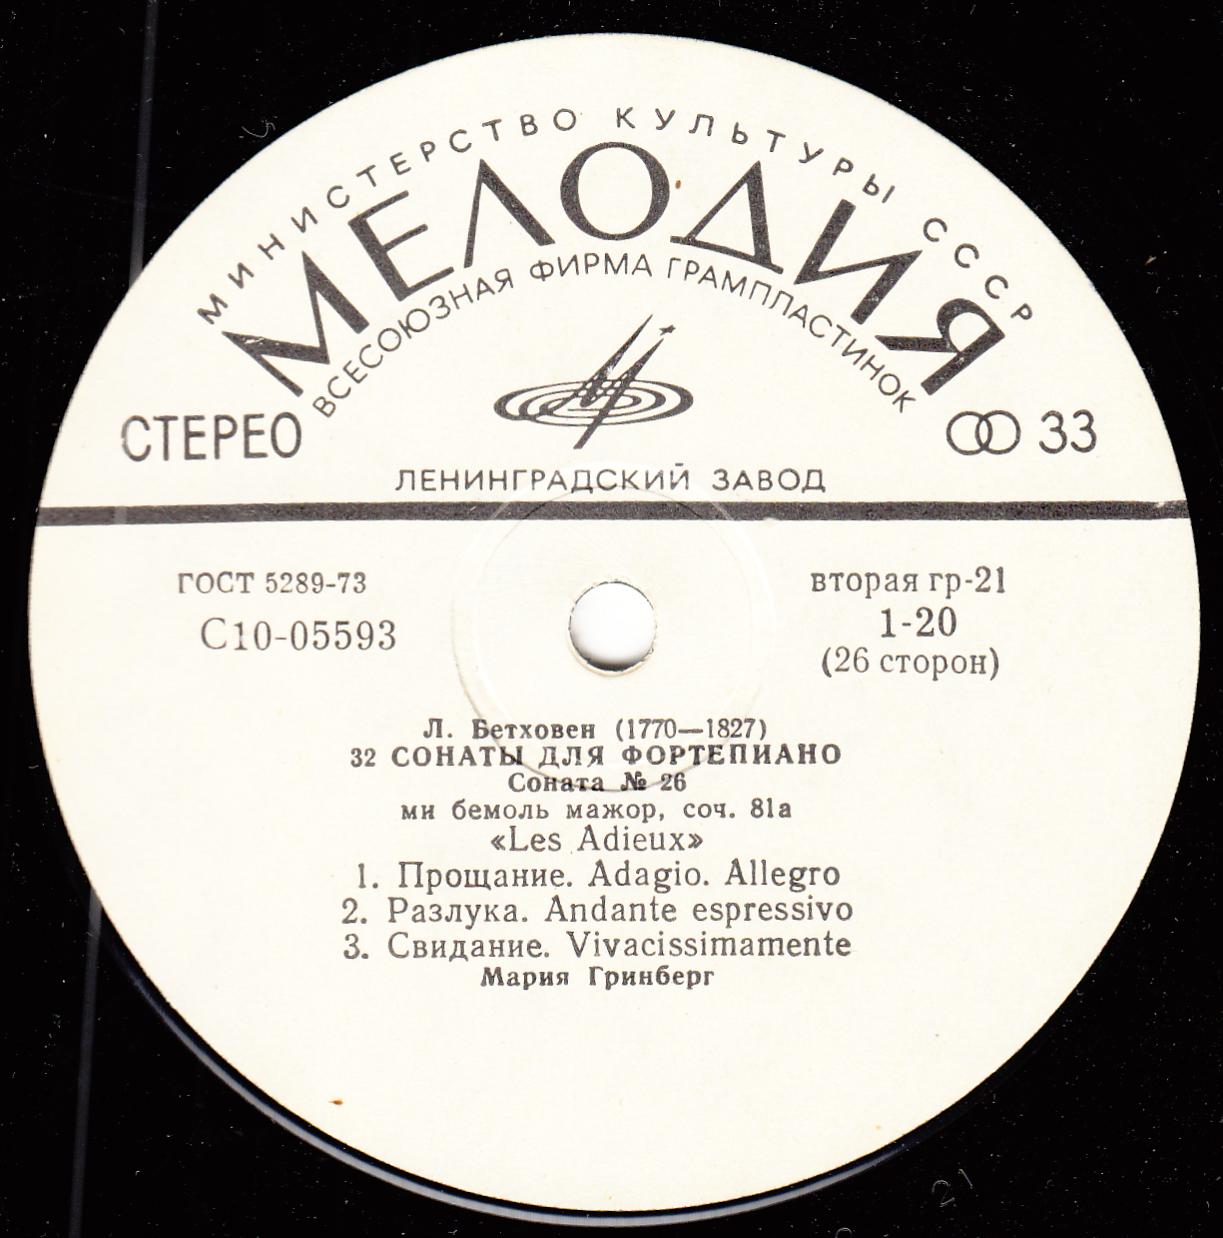 МИНИСТЕРСТВО КУЛЬТУРЫ СССР
МЕЛОДИЯ
ВСЕСОЮЗНАЯ ФИРМА ГРАМПЛАСТИНОК
СТЕРЕО
33
ЛЕНИНГРАДСКИЙ ЗАВОД
ГОСТ 5289-73
С10-05593
вторая гр-21
1-20
(26 сторон)
Л. Бетховен (1770—1827)
32 СОНАТЫ ДЛЯ ФОРТЕПИАНО
Соната № 26
ми бемоль мажор, соч. 81а
«Les Adieux»
1. Прощание. Adagio. Allegro
2. Разлука. Andante espressivo
3. Свидание. Vivacissimamente
Мария Гринберг
21